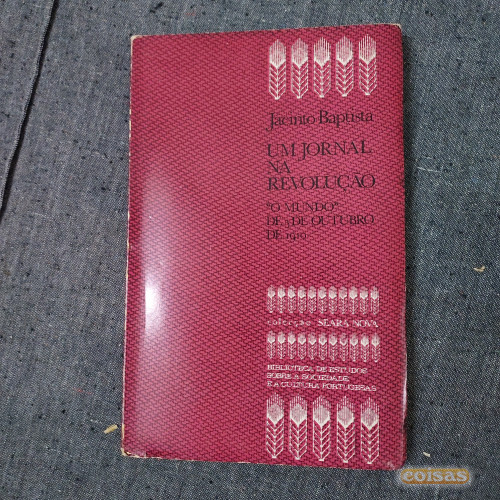 Jacinto Baptista
UM JORNAL
NA
REVOLUÇÃO
"O MUNDO"
DE 5 DE OUTUBRO
DE 1910
colecção SEARA NOVA
BIBLIOTECA DE ESTUDOS
SOBRE A SOCIEDADE
E A CULTURA PORTUGUESAS
coisas